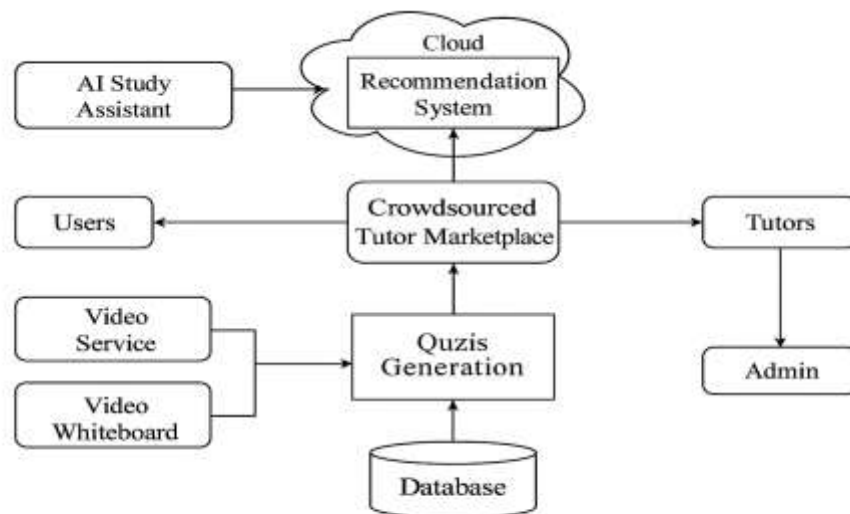 Cloud
AI Study
Assistant
Recommendation
System
Users
Crowdsourced
Tutor Marketplace
Tutors
Video
Service
Quzis
Generation
Admin
Video
Whiteboard
Database